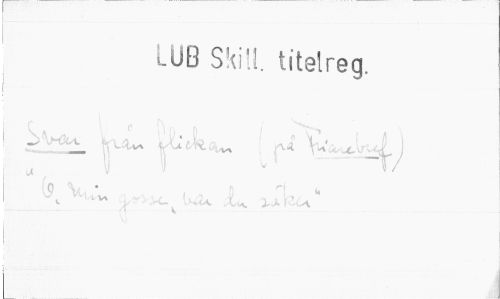 LUB Skill. titelreg.
Svar från flickan (på Friarebref)
"O, min gosse, var du säker"